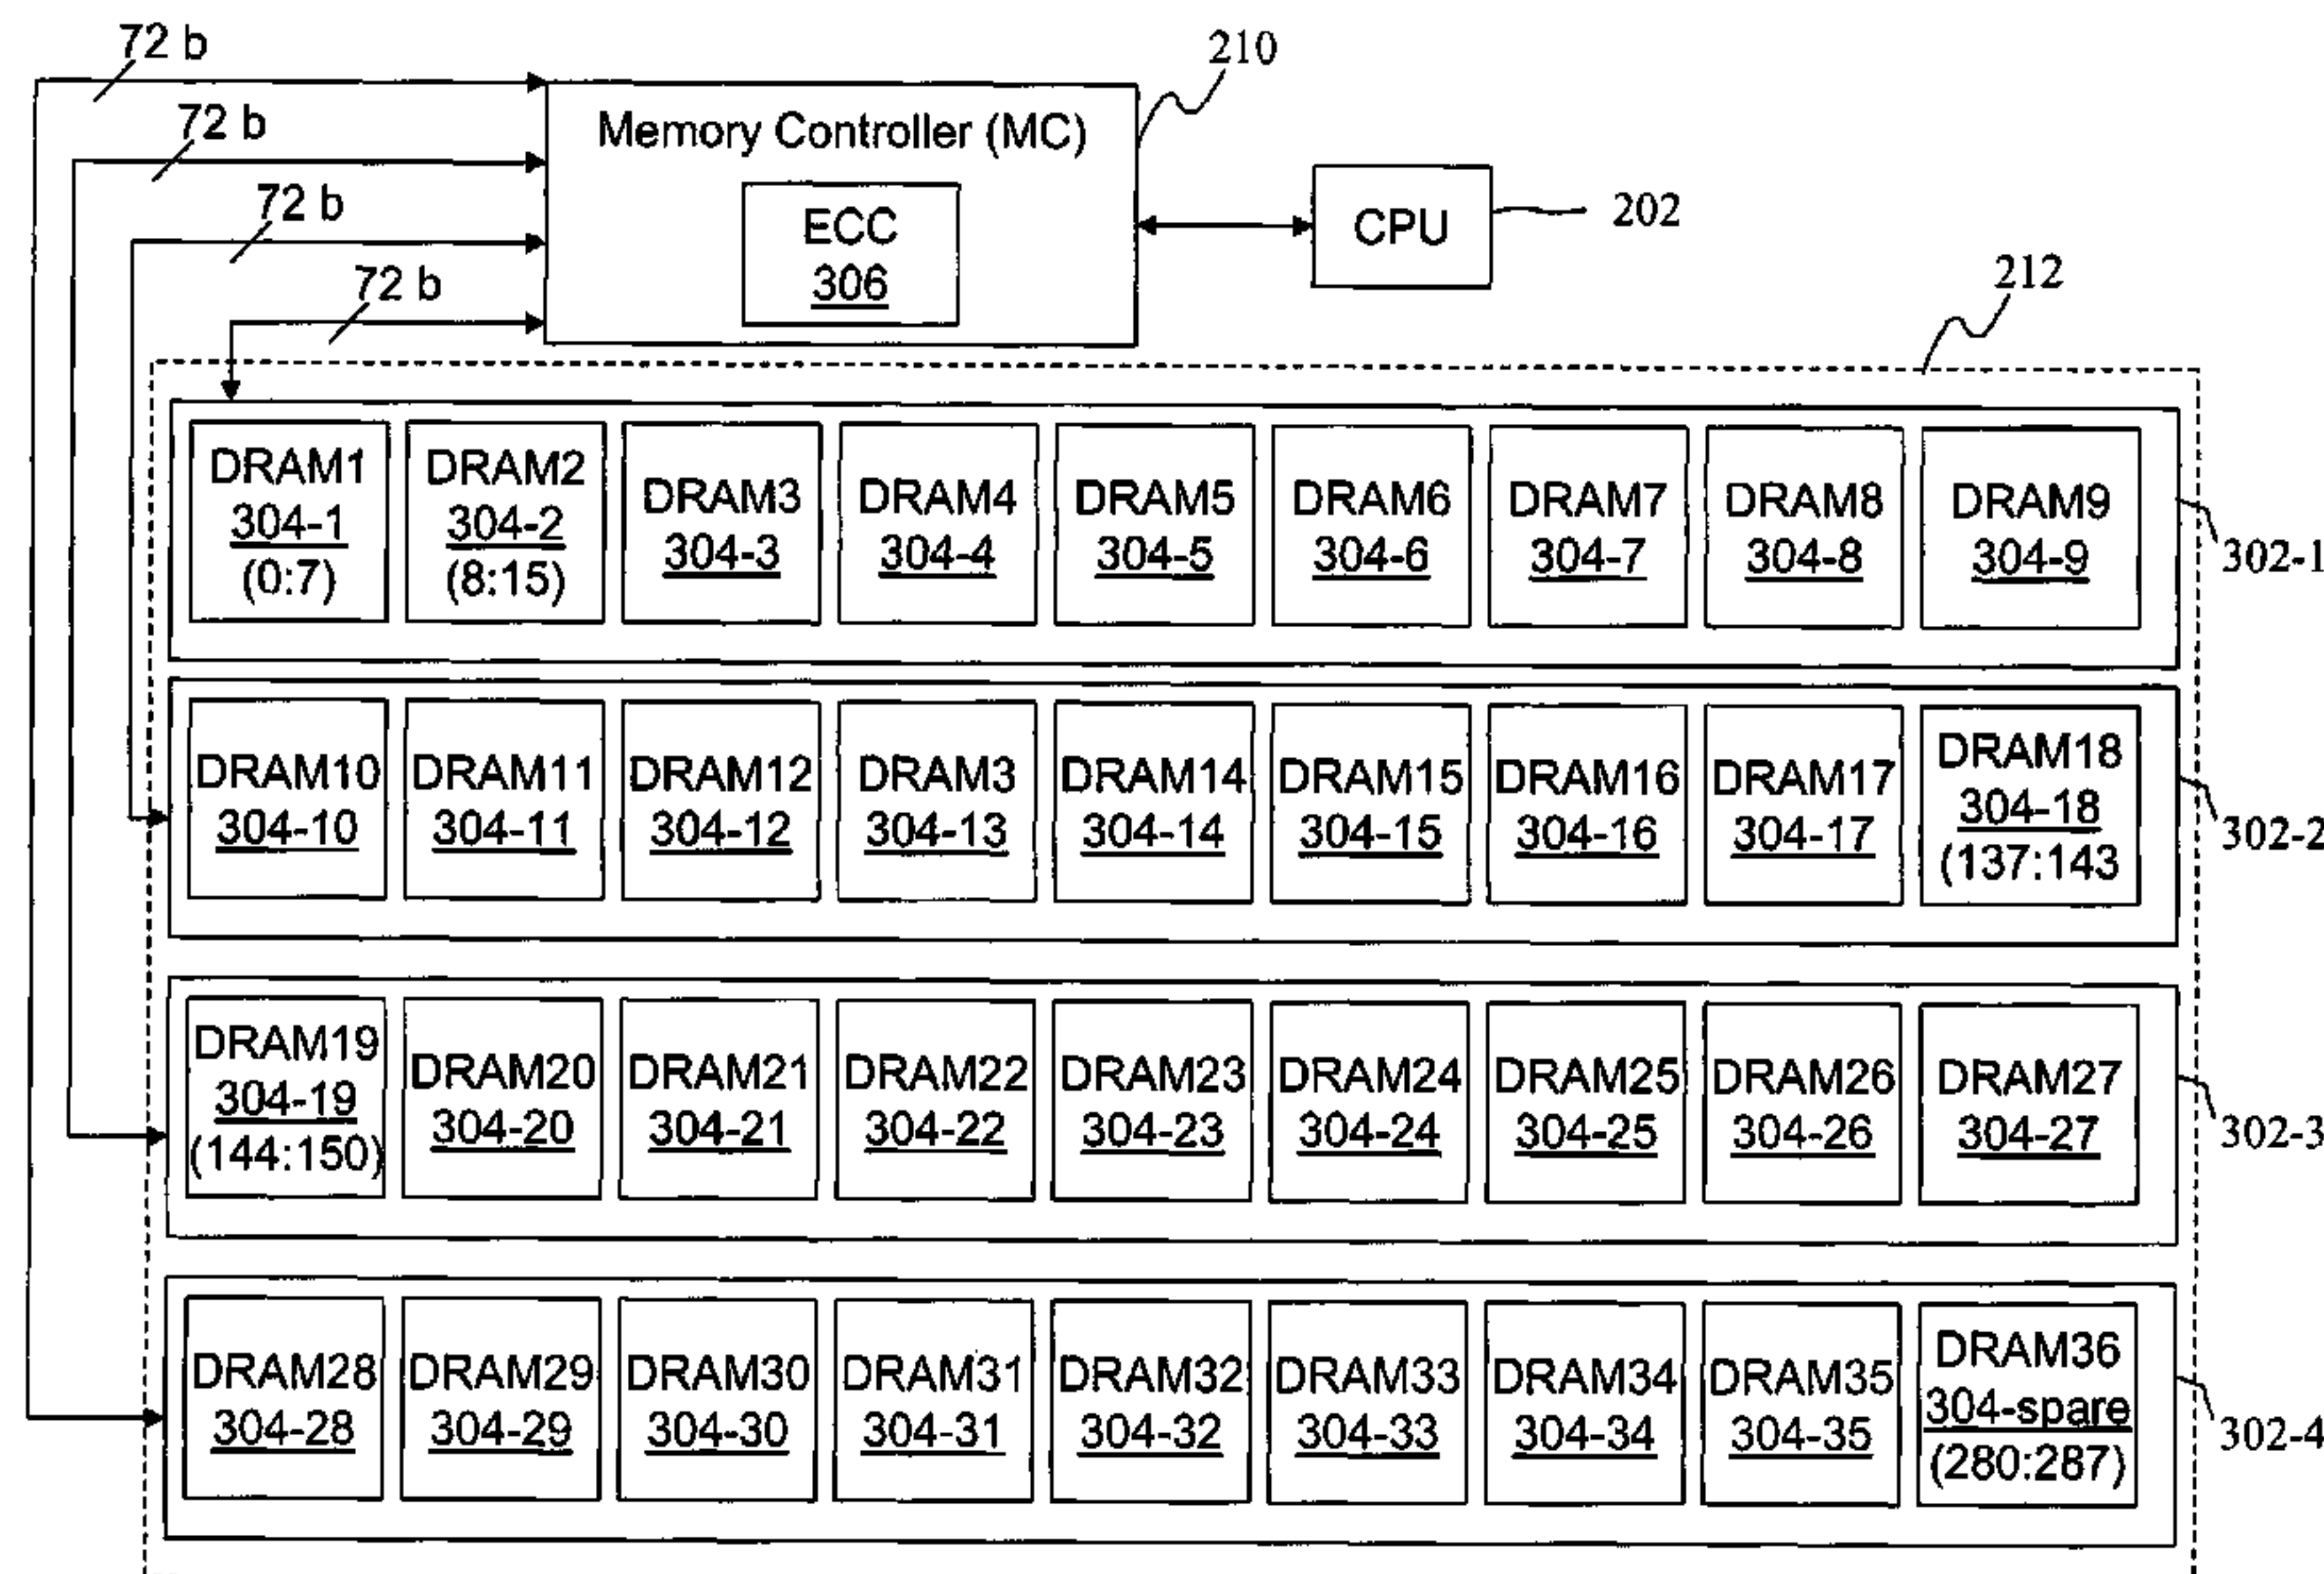 72 b
72 b
72 b
72 b
210
Memory Controller (MC)
ECC
306
CPU
202
212
DRAM1
304-1
(0:7)
DRAM2
304-2
(8:15)
DRAM3
304-3
DRAM4
304-4
DRAM5
304-5
DRAM6
304-6
DRAM7
304-7
DRAM8
304-8
DRAM9
304-9
302-1
DRAM10
304-10
DRAM11
304-11
DRAM12
304-12
DRAM3
304-13
DRAM14
304-14
DRAM15
304-15
DRAM16
304-16
DRAM17
304-17
DRAM18
304-18
(137:143
302-2
DRAM19
304-19
(144:150)
DRAM20
304-20
DRAM21
304-21
DRAM22
304-22
DRAM23
304-23
DRAM24
304-24
DRAM25
304-25
DRAM26
304-26
DRAM27
304-27
302-3
DRAM28
304-28
DRAM29
304-29
DRAM30
304-30
DRAM31
304-31
DRAM32
304-32
DRAM33
304-33
DRAM34
304-34
DRAM35
304-35
DRAM36
304-spare
(280:287)
302-4